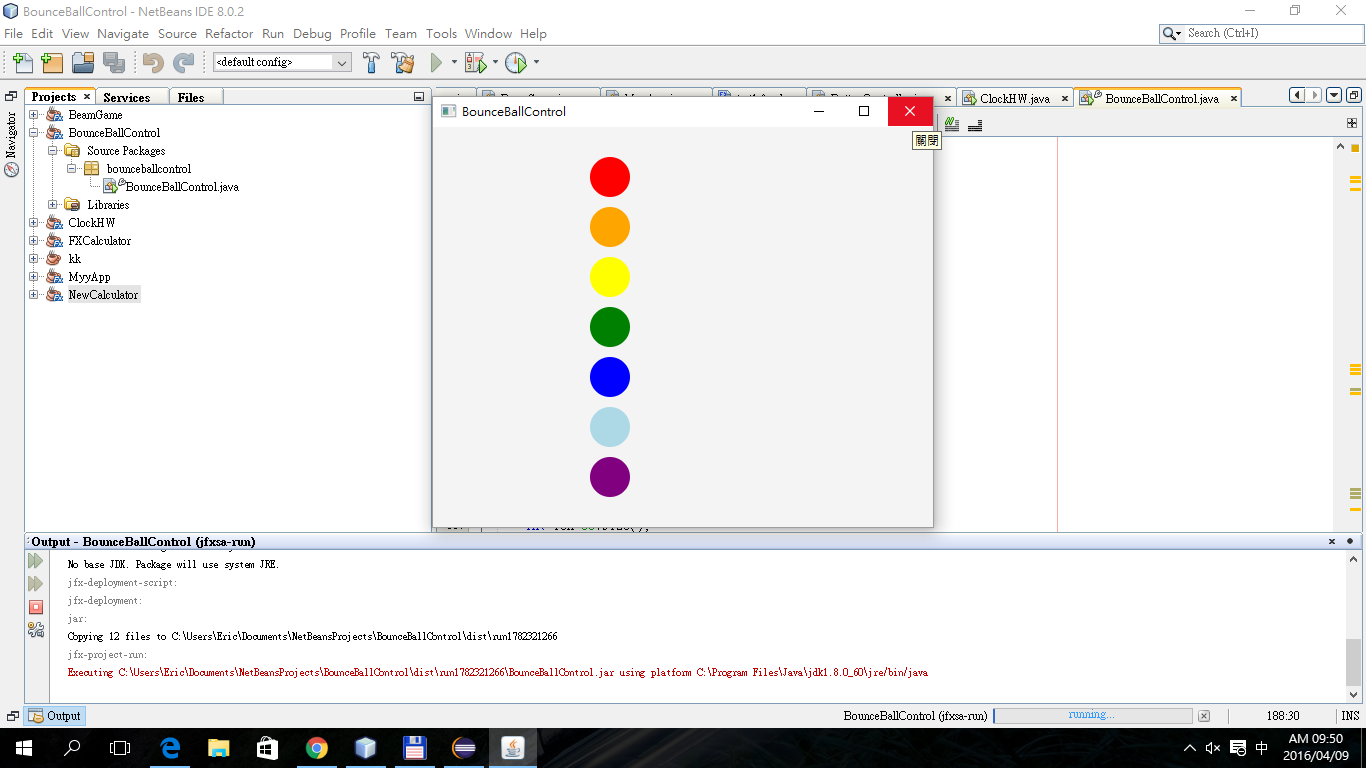 BounceBallControl - NetBeans IDE 8.0.2
File Edit View Navigate Source Refactor Run Debug Profile Team Tools Window Help
Search (Ctrl+I)
<default config>
Projects Services Files
ClockHW.java
BounceBallControl.java
Navigator
BeamGame
BounceBallControl
Source Packages
bounceballcontrol
BounceBallControl.java
Libraries
ClockHW
FXCalculator
kk
MyyApp
NewCalculator
BounceBallControl
關閉
Output - BounceBallControl (jfxsa-run)
No base JDK. Package will use system JRE.
jfx-deployment-script:
jfx-deployment:
jar:
Copying 12 files to C:\Users\Eric\Documents\NetBeansProjects\BounceBallControl\dist\run1782321266
jfx-project-run:
Executing C:\Users\Eric\Documents\NetBeansProjects\BounceBallControl\dist\run1782321266\BounceBallControl.jar using platform C:\Program Files\Java\jdk1.8.0_60\jre/bin/java
Output
BounceBallControl (jfxsa-run)
running...
188:30
INS
中
AM 09:50
2016/04/09